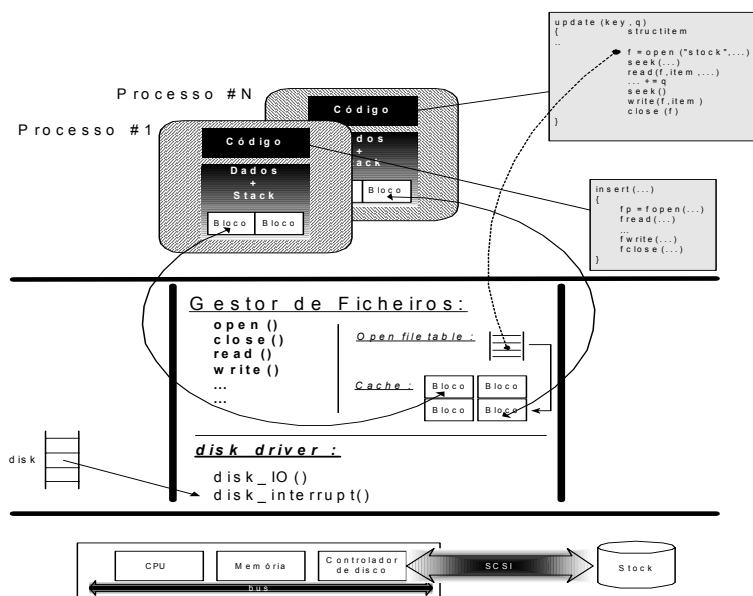 update (key, q)
{ structitem
..
f = open ("stock",...)
seek(...)
read(f,item ,...)
... += q
seek()
write(f,item )
close (f)
}
Processo #N
Código
Processo #1
Código
Dados
+
Stack
Bloco Bloco
Bloco
insert(...)
{
fp = fopen(...)
fread(...)
...
fwrite(...)
fclose(...)
}
Gestor de Ficheiros:
open()
close()
read()
write()
...
...
Open file table :
Cache :
Bloco Bloco
Bloco Bloco
disk driver :
disk
disk_IO()
disk_interrupt()
CPU
Memória
Controlador
de disco
SCSI
Stock
bus